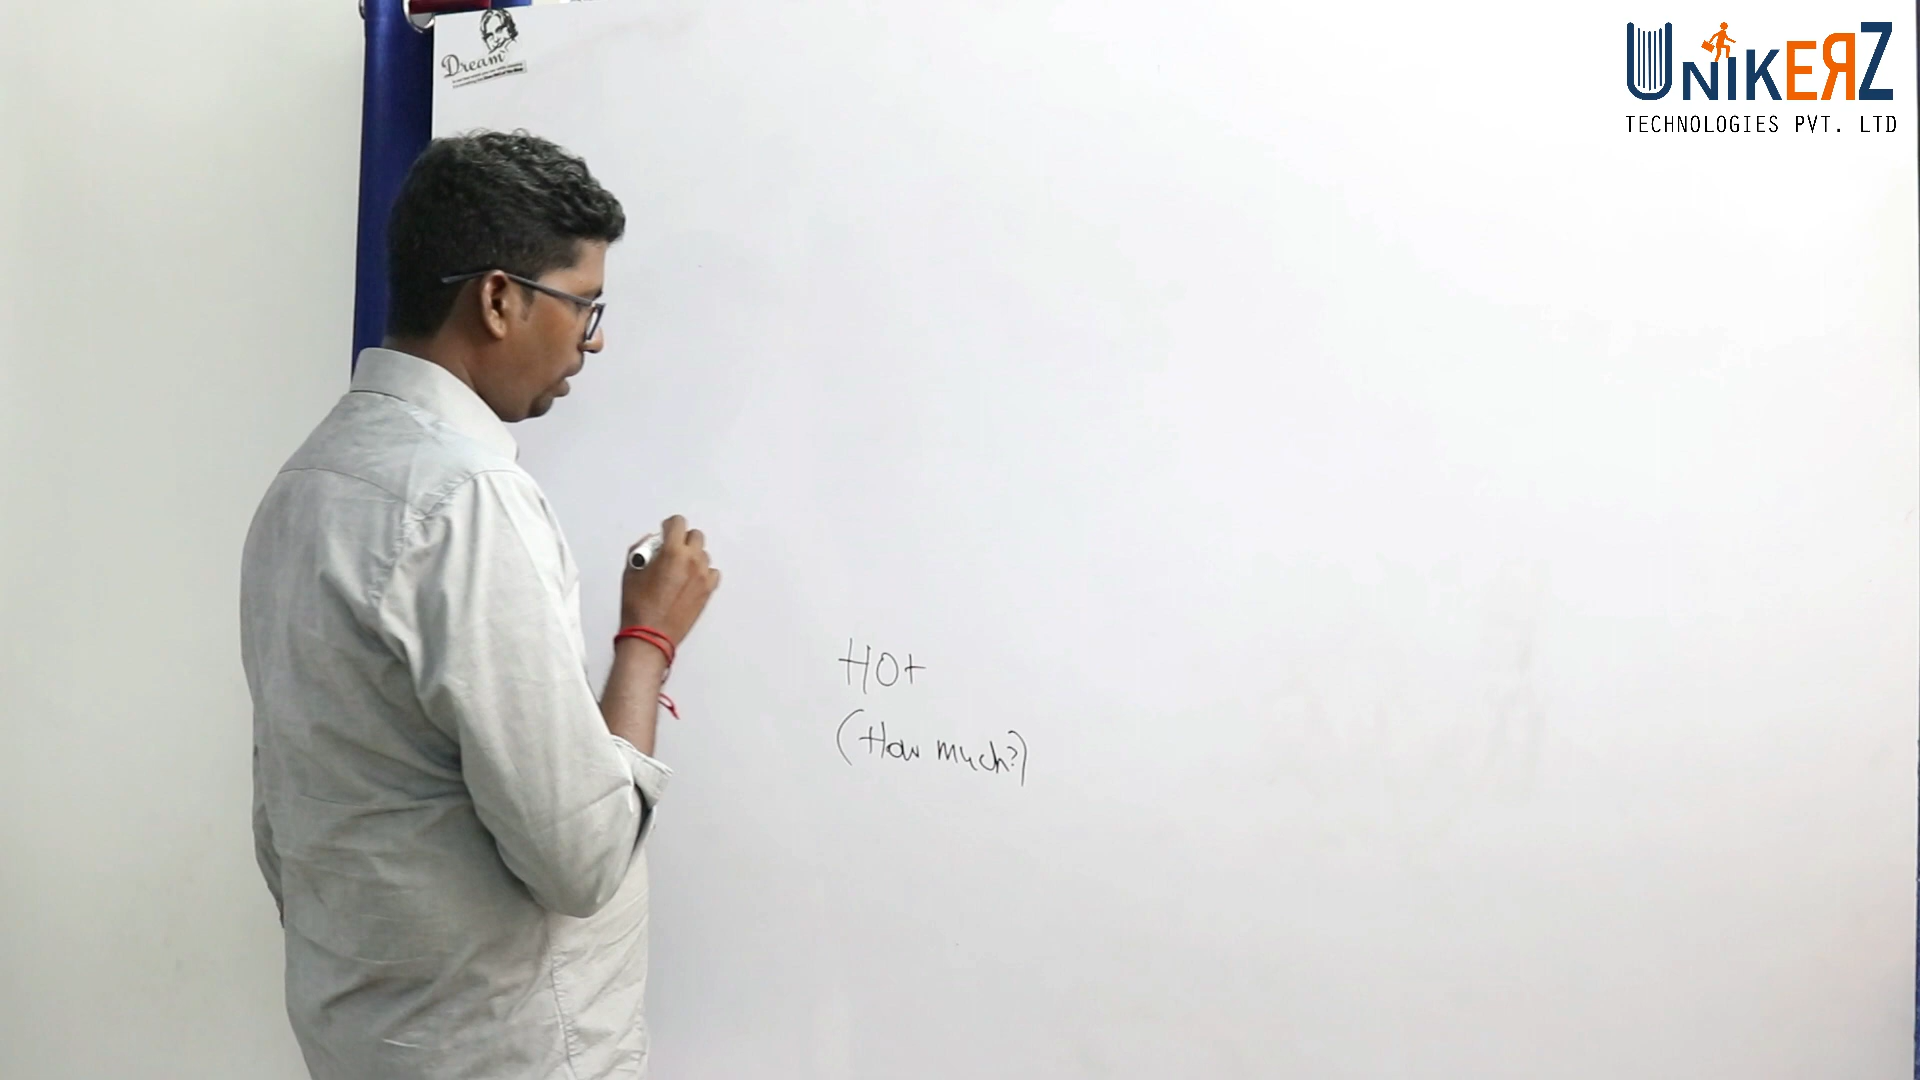 Dream
UNIKERZ
TECHNOLOGIES PVT. LTD
HOt
(How much?)